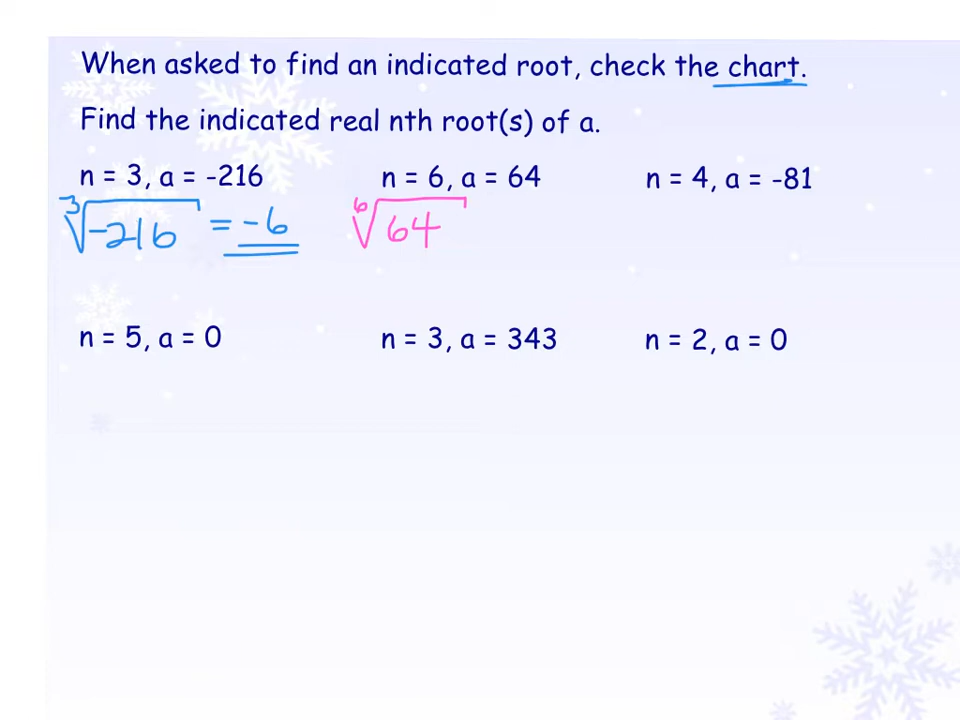 When asked to find an indicated root, check the chart.
Find the indicated real nth root(s) of a.
n = 3, a = -216 n = 6, a = 64 n = 4, a = -81
∛-216 = -6 ⁶√64
n = 5, a = 0 n = 3, a = 343 n = 2, a = 0